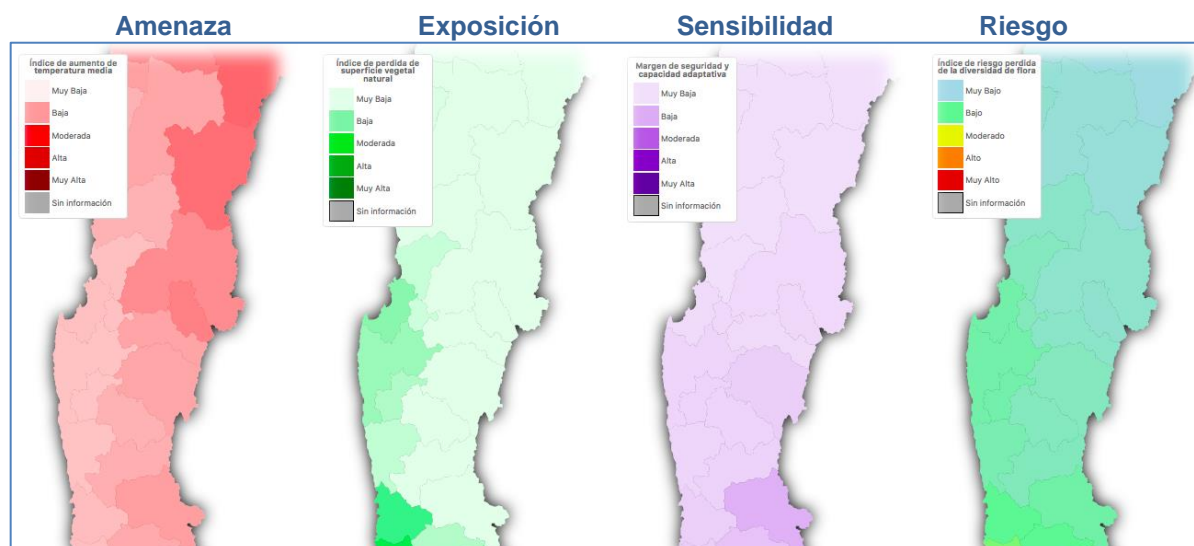 Amenaza
Exposición
Sensibilidad
Riesgo
Índice de aumento de
temperatura media
Muy Baja
Baja
Moderada
Alta
Muy Alta
Sin información
Índice de perdida de
superficie vegetal
natural
Muy Baja
Baja
Moderada
Alta
Muy Alta
Sin información
Margen de seguridad y
capacidad adaptativa
Muy Baja
Baja
Moderada
Alta
Muy Alta
Sin información
Índice de riesgo perdida
de la diversidad de flora
Muy Bajo
Bajo
Moderado
Alto
Muy Alto
Sin información